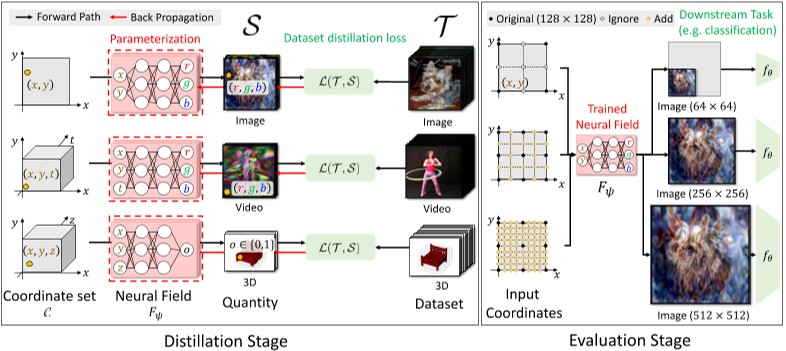 Forward Path
Back Propagation
S
T
Parameterization
Dataset distillation loss
y
(x, y)
x
x
y
r
g
b
(r, g, b)
Image
ℒ(T, S)
Image
y
t
(x, y, t)
x
x
y
t
r
g
b
(r, g, b)
Video
ℒ(T, S)
Video
y
z
(x, y, z)
x
x
y
z
o
o ∈ {0,1}
3D
ℒ(T, S)
3D
Coordinate set
C
Neural Field
Fψ
Quantity
Dataset
Distillation Stage
Original (128 × 128)
Ignore
Add
Downstream Task
(e.g. classification)
y
(x, y)
x
fθ
Image (64 × 64)
Trained
Neural Field
y
x
x
y
r
g
b
Fψ
fθ
Image (256 × 256)
y
x
fθ
Input
Coordinates
Image (512 × 512)
Evaluation Stage